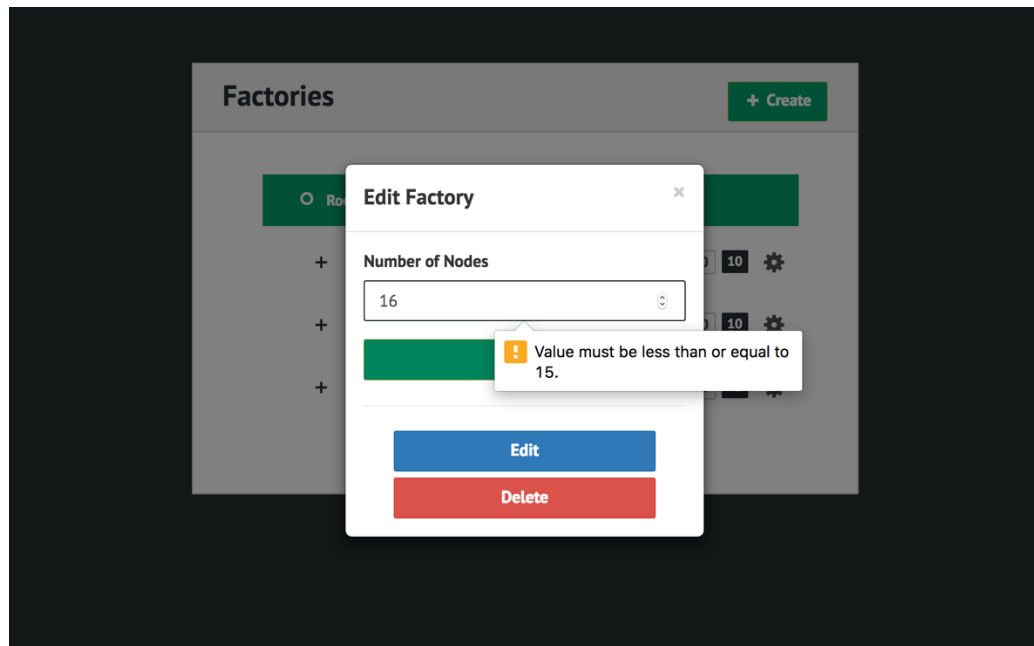 Factories
+ Create
Edit Factory
×
Number of Nodes
10
16
10
Value must be less than or equal to
15.
Edit
Delete